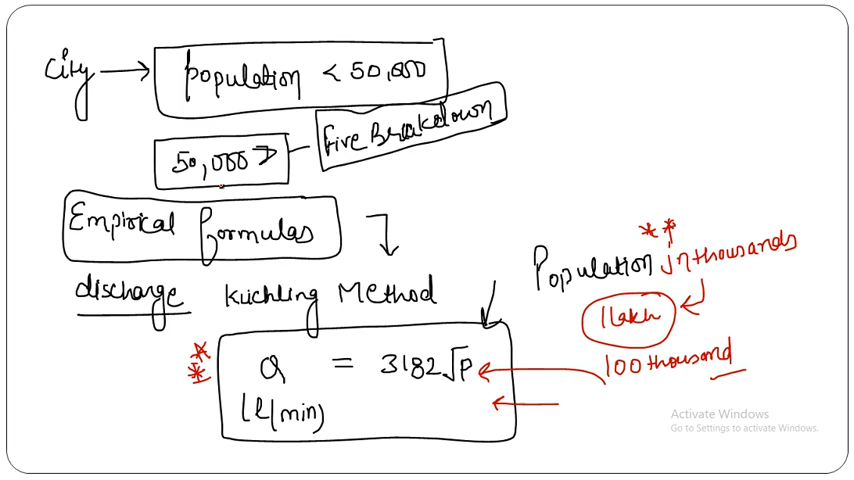 City → population < 50,000
50,000 > Fire Breakdown
Empirical formulas
discharge Kuchling Method
Population ** in thousands
1 lakh
100 thousand
** Q = 3182 √P
(lt/min)
Activate Windows
Go to Settings to activate Windows.